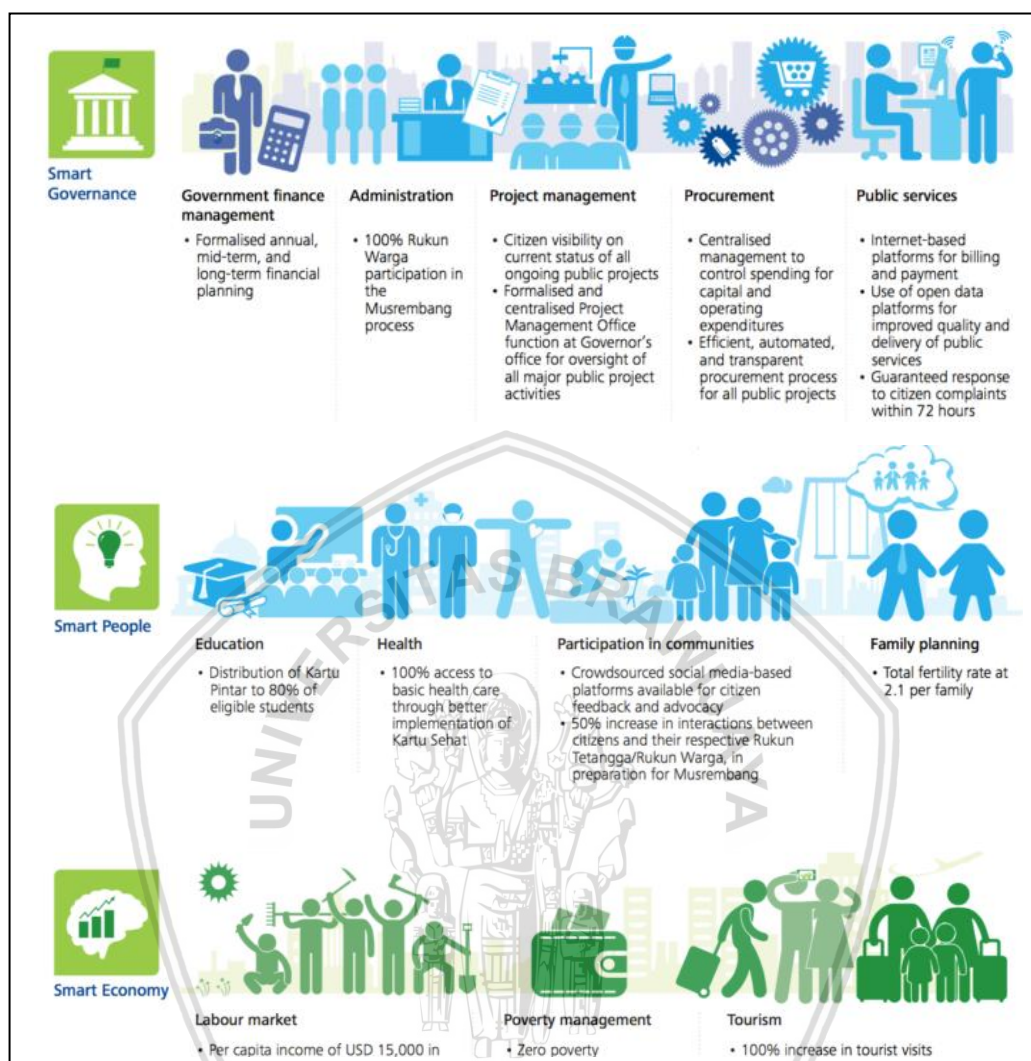 Smart
Governance
Government finance
management
• Formalised annual,
mid-term, and
long-term financial
planning
Administration
• 100% Rukun
Warga
participation in
the
Musrembang
process
Project management
• Citizen visibility on
current status of all
ongoing public projects
• Formalised and
centralised Project
Management Office
function at Governor's
office for oversight of
all major public project
activities
Procurement
• Centralised
management to
control spending for
capital and
operating
expenditures
• Efficient, automated,
and transparent
procurement process
for all public projects
Public services
• Internet-based
platforms for billing
and payment
• Use of open data
platforms for
improved quality and
delivery of public
services
• Guaranteed response
to citizen complaints
within 72 hours
Smart People
Education
• Distribution of Kartu
Pintar to 80% of
eligible students
Health
• 100% access to
basic health care
through better
implementation of
Kartu Sehat
Participation in communities
• Crowdsourced social media-based
platforms available for citizen
feedback and advocacy
• 50% increase in interactions between
citizens and their respective Rukun
Tetangga/Rukun Warga, in
preparation for Musrembang
Family planning
• Total fertility rate at
2.1 per family
UNIVERSITAS BRAWIJAYA
Smart Economy
Labour market
• Per capita income of USD 15,000 in
Poverty management
• Zero poverty
Tourism
• 100% increase in tourist visits